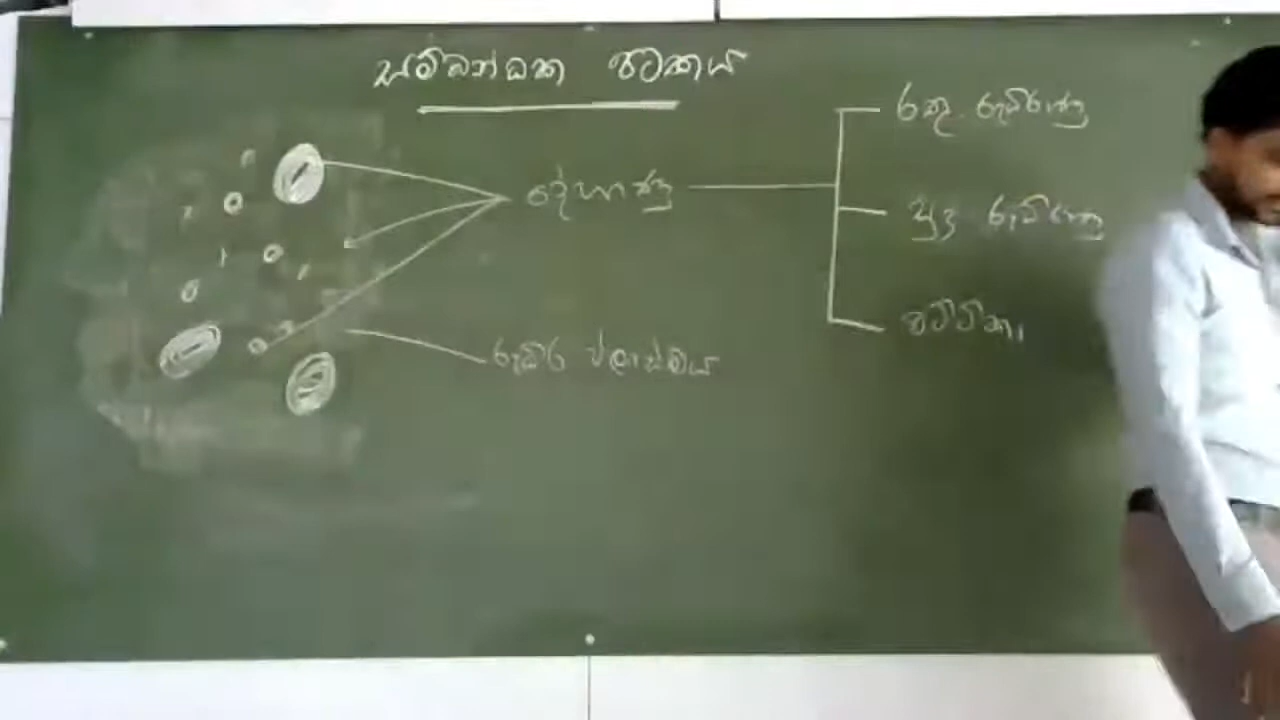 සම්බන්ධක පටකය
රතු රුධිරාණු
දේහාණු
සුදු රුධිරාණු
පට්ටිකා
රුධිර ප්ලාස්මය